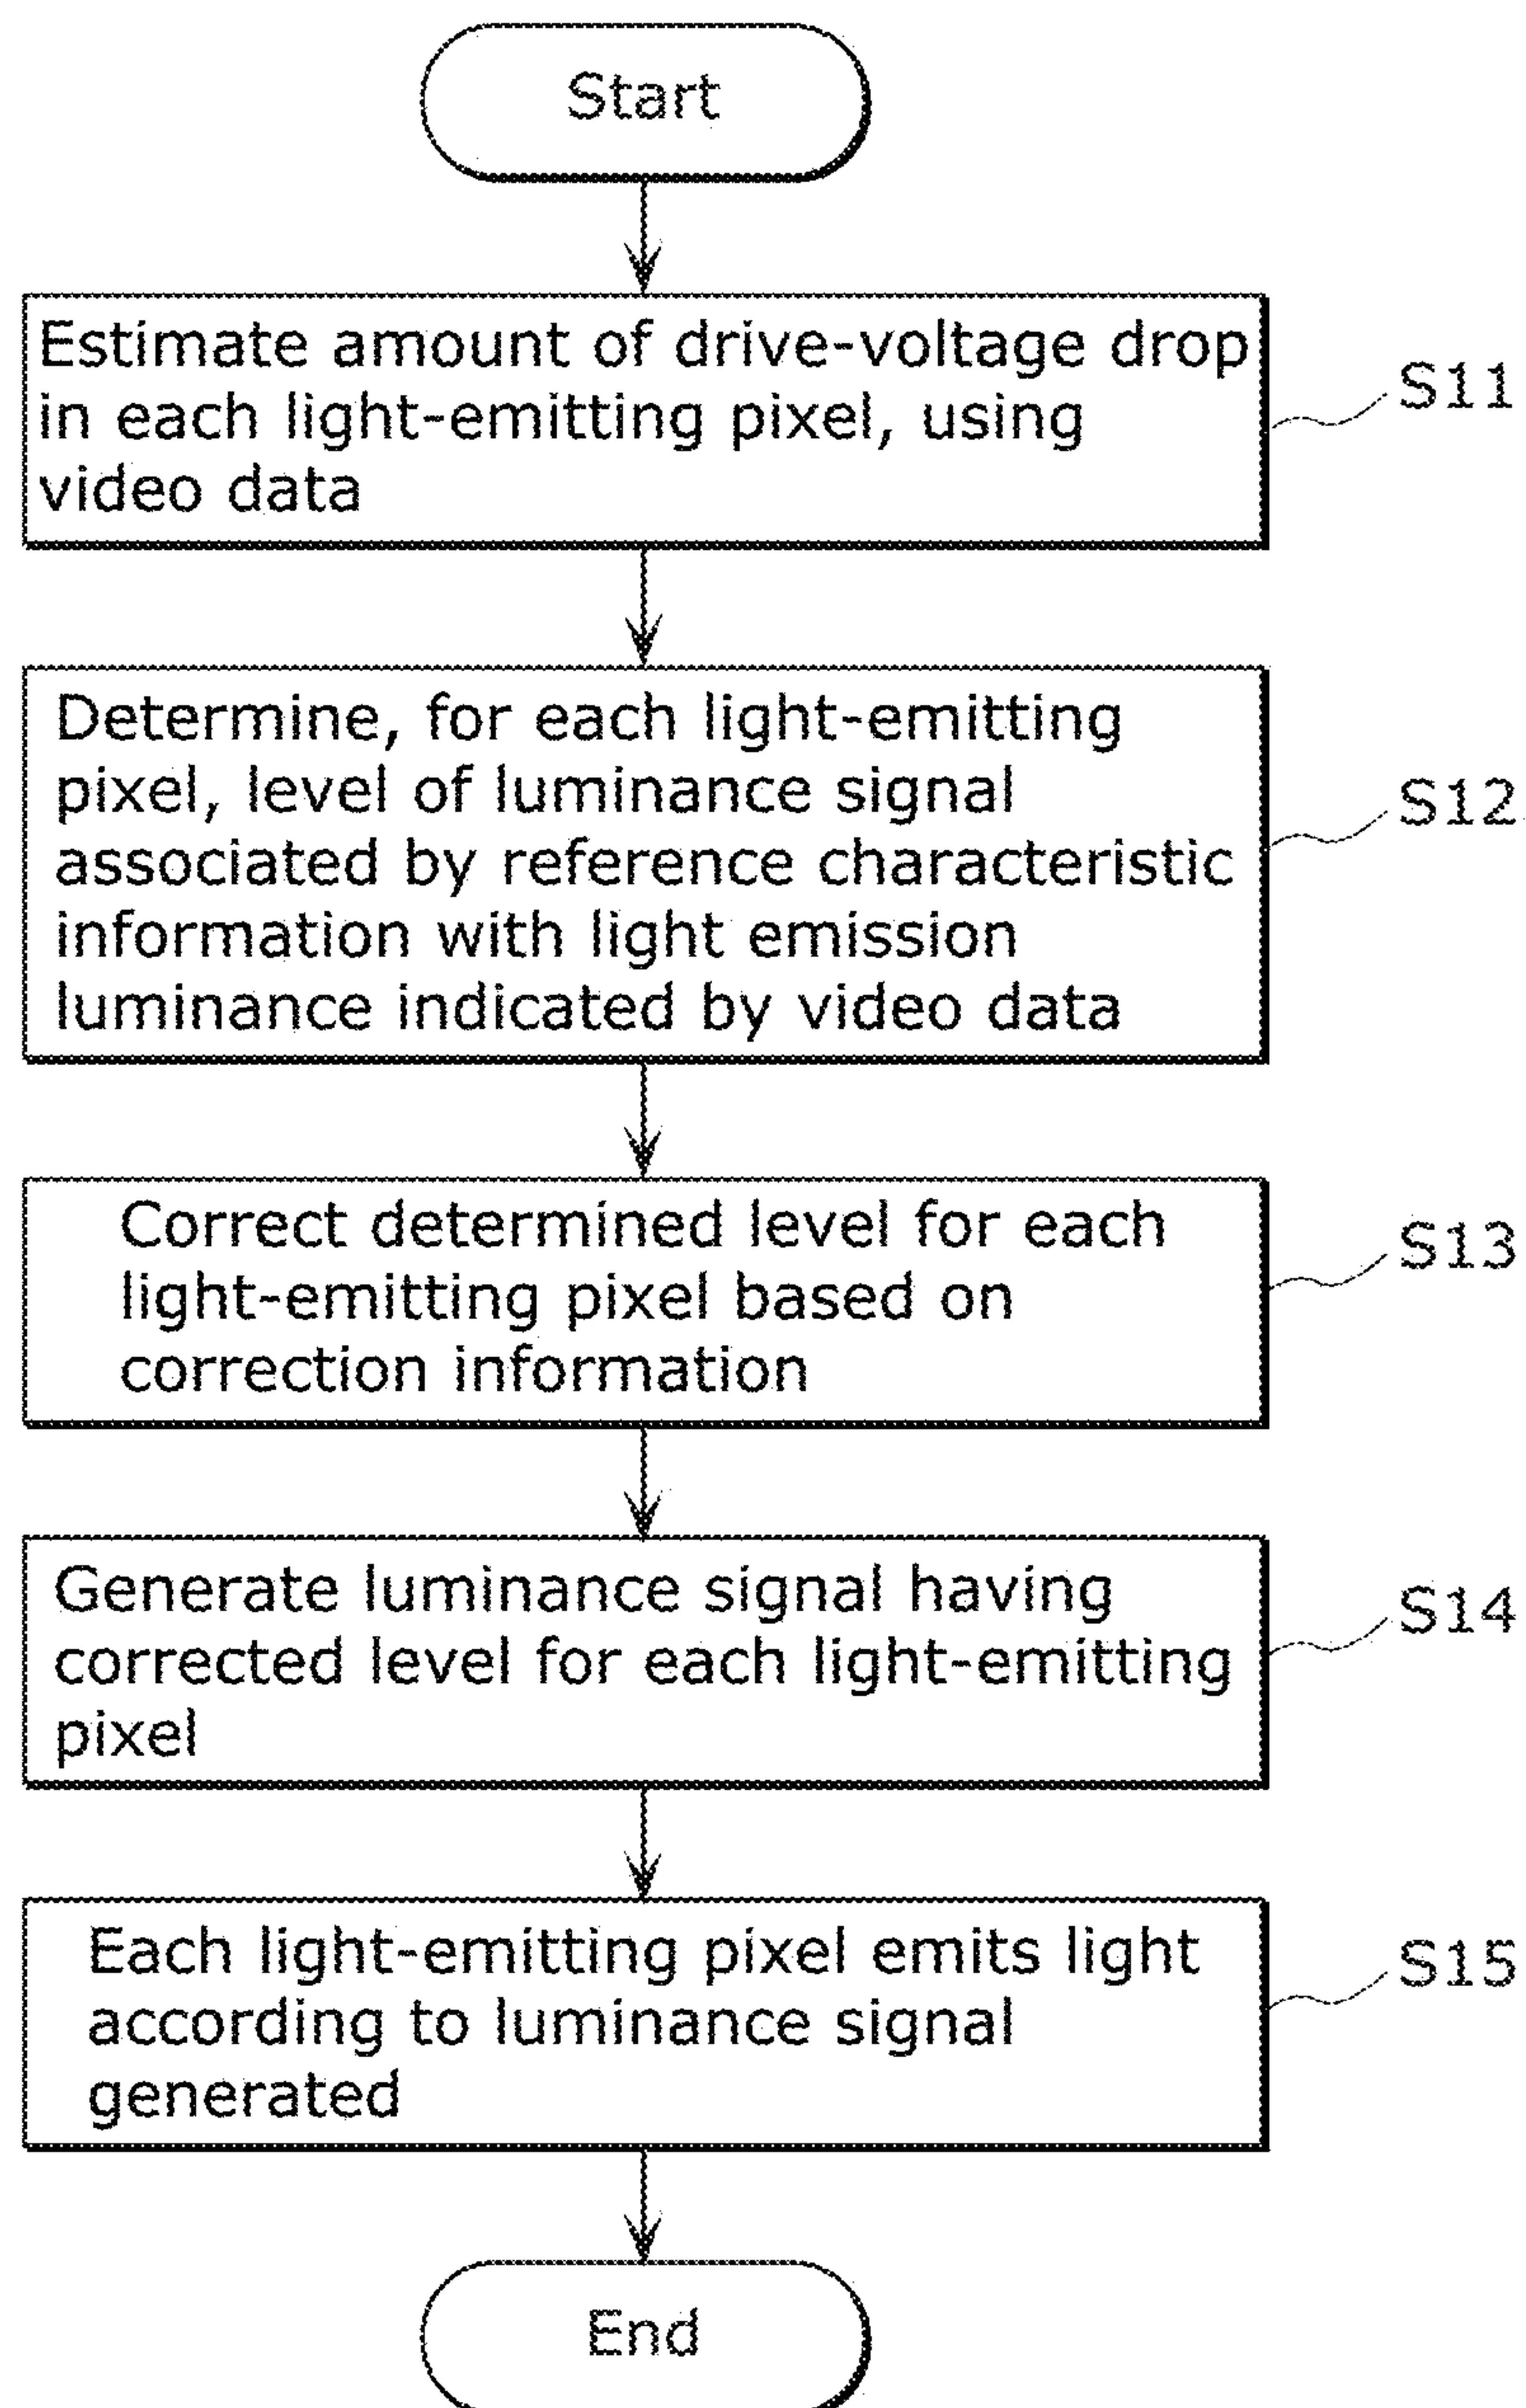 Start
Estimate amount of drive-voltage drop
in each light-emitting pixel, using
video data
S11
Determine, for each light-emitting
pixel, level of luminance signal
associated by reference characteristic
information with light emission
luminance indicated by video data
S12
Correct determined level for each
light-emitting pixel based on
correction information
S13
Generate luminance signal having
corrected level for each light-emitting
pixel
S14
Each light-emitting pixel emits light
according to luminance signal
generated
S15
End